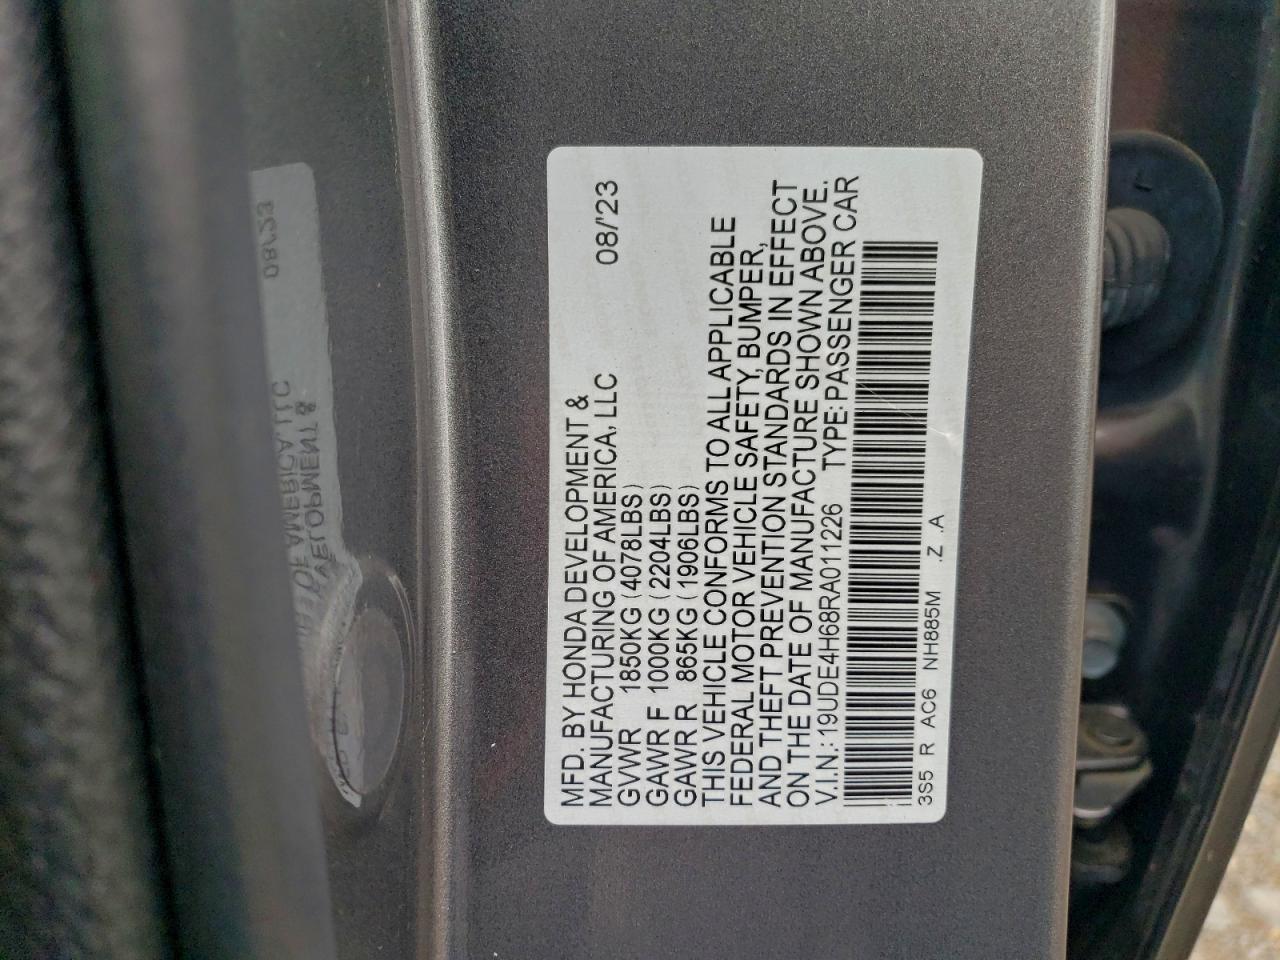 MFD. BY HONDA DEVELOPMENT &
MANUFACTURING OF AMERICA, LLC 08/'23
GVWR 1850KG (4078LBS)
GAWR F 1000KG (2204LBS)
GAWR R 865KG (1906LBS)
THIS VEHICLE CONFORMS TO ALL APPLICABLE
FEDERAL MOTOR VEHICLE SAFETY, BUMPER,
AND THEFT PREVENTION STANDARDS IN EFFECT
ON THE DATE OF MANUFACTURE SHOWN ABOVE.
V.I.N.: 19UDE4H68RA011226 TYPE: PASSENGER CAR
3S5 R AC6 NH885M .Z .A